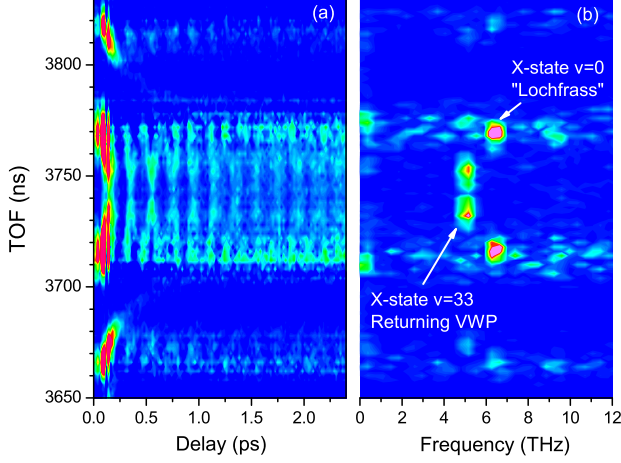 (a)
(b)
X-state v=0
"Lochfrass"
X-state v=33
Returning VWP
TOF (ns)
3800
3750
3700
3650
0.0 0.5 1.0 1.5 2.0
0 2 4 6 8 10 12
Delay (ps)
Frequency (THz)